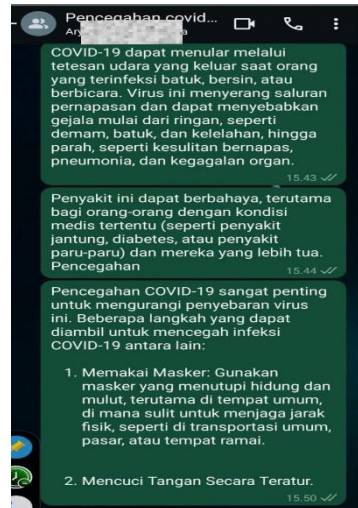 Pencegahan covid...
COVID-19 dapat menular melalui
tetesan udara yang keluar saat orang
yang terinfeksi batuk, bersin, atau
berbicara. Virus ini menyerang saluran
pernapasan dan dapat menyebabkan
gejala mulai dari ringan, seperti
demam, batuk, dan kelelahan, hingga
parah, seperti kesulitan bernapas,
pneumonia, dan kegagalan organ.
15.43
Penyakit ini dapat berbahaya, terutama
bagi orang-orang dengan kondisi
medis tertentu (seperti penyakit
jantung, diabetes, atau penyakit
paru-paru) dan mereka yang lebih tua.
Pencegahan
15.44
Pencegahan COVID-19 sangat penting
untuk mengurangi penyebaran virus
ini. Beberapa langkah yang dapat
diambil untuk mencegah infeksi
COVID-19 antara lain:
1. Memakai Masker: Gunakan
masker yang menutupi hidung dan
mulut, terutama di tempat umum,
di mana sulit untuk menjaga jarak
fisik, seperti di transportasi umum,
pasar, atau tempat ramai.
2. Mencuci Tangan Secara Teratur.
15.50